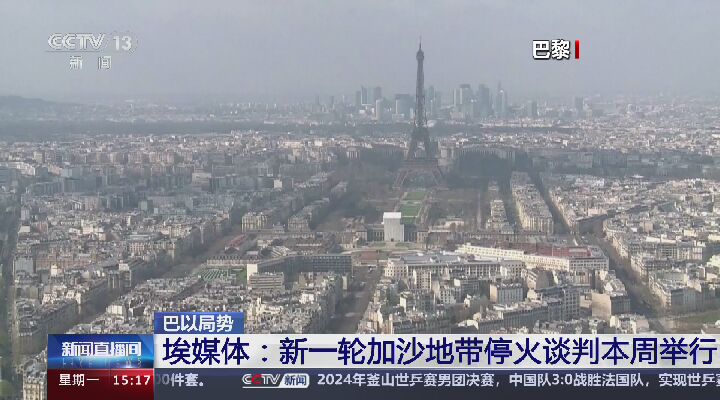 CCTV 13
新闻
巴黎
巴以局势
新闻直播间
埃媒体：新一轮加沙地带停火谈判本周举行
星期一 15:17
00件套。 CCTV 新闻 2024年釜山世乒赛男团决赛，中国队3:0战胜法国队，实现世乒赛